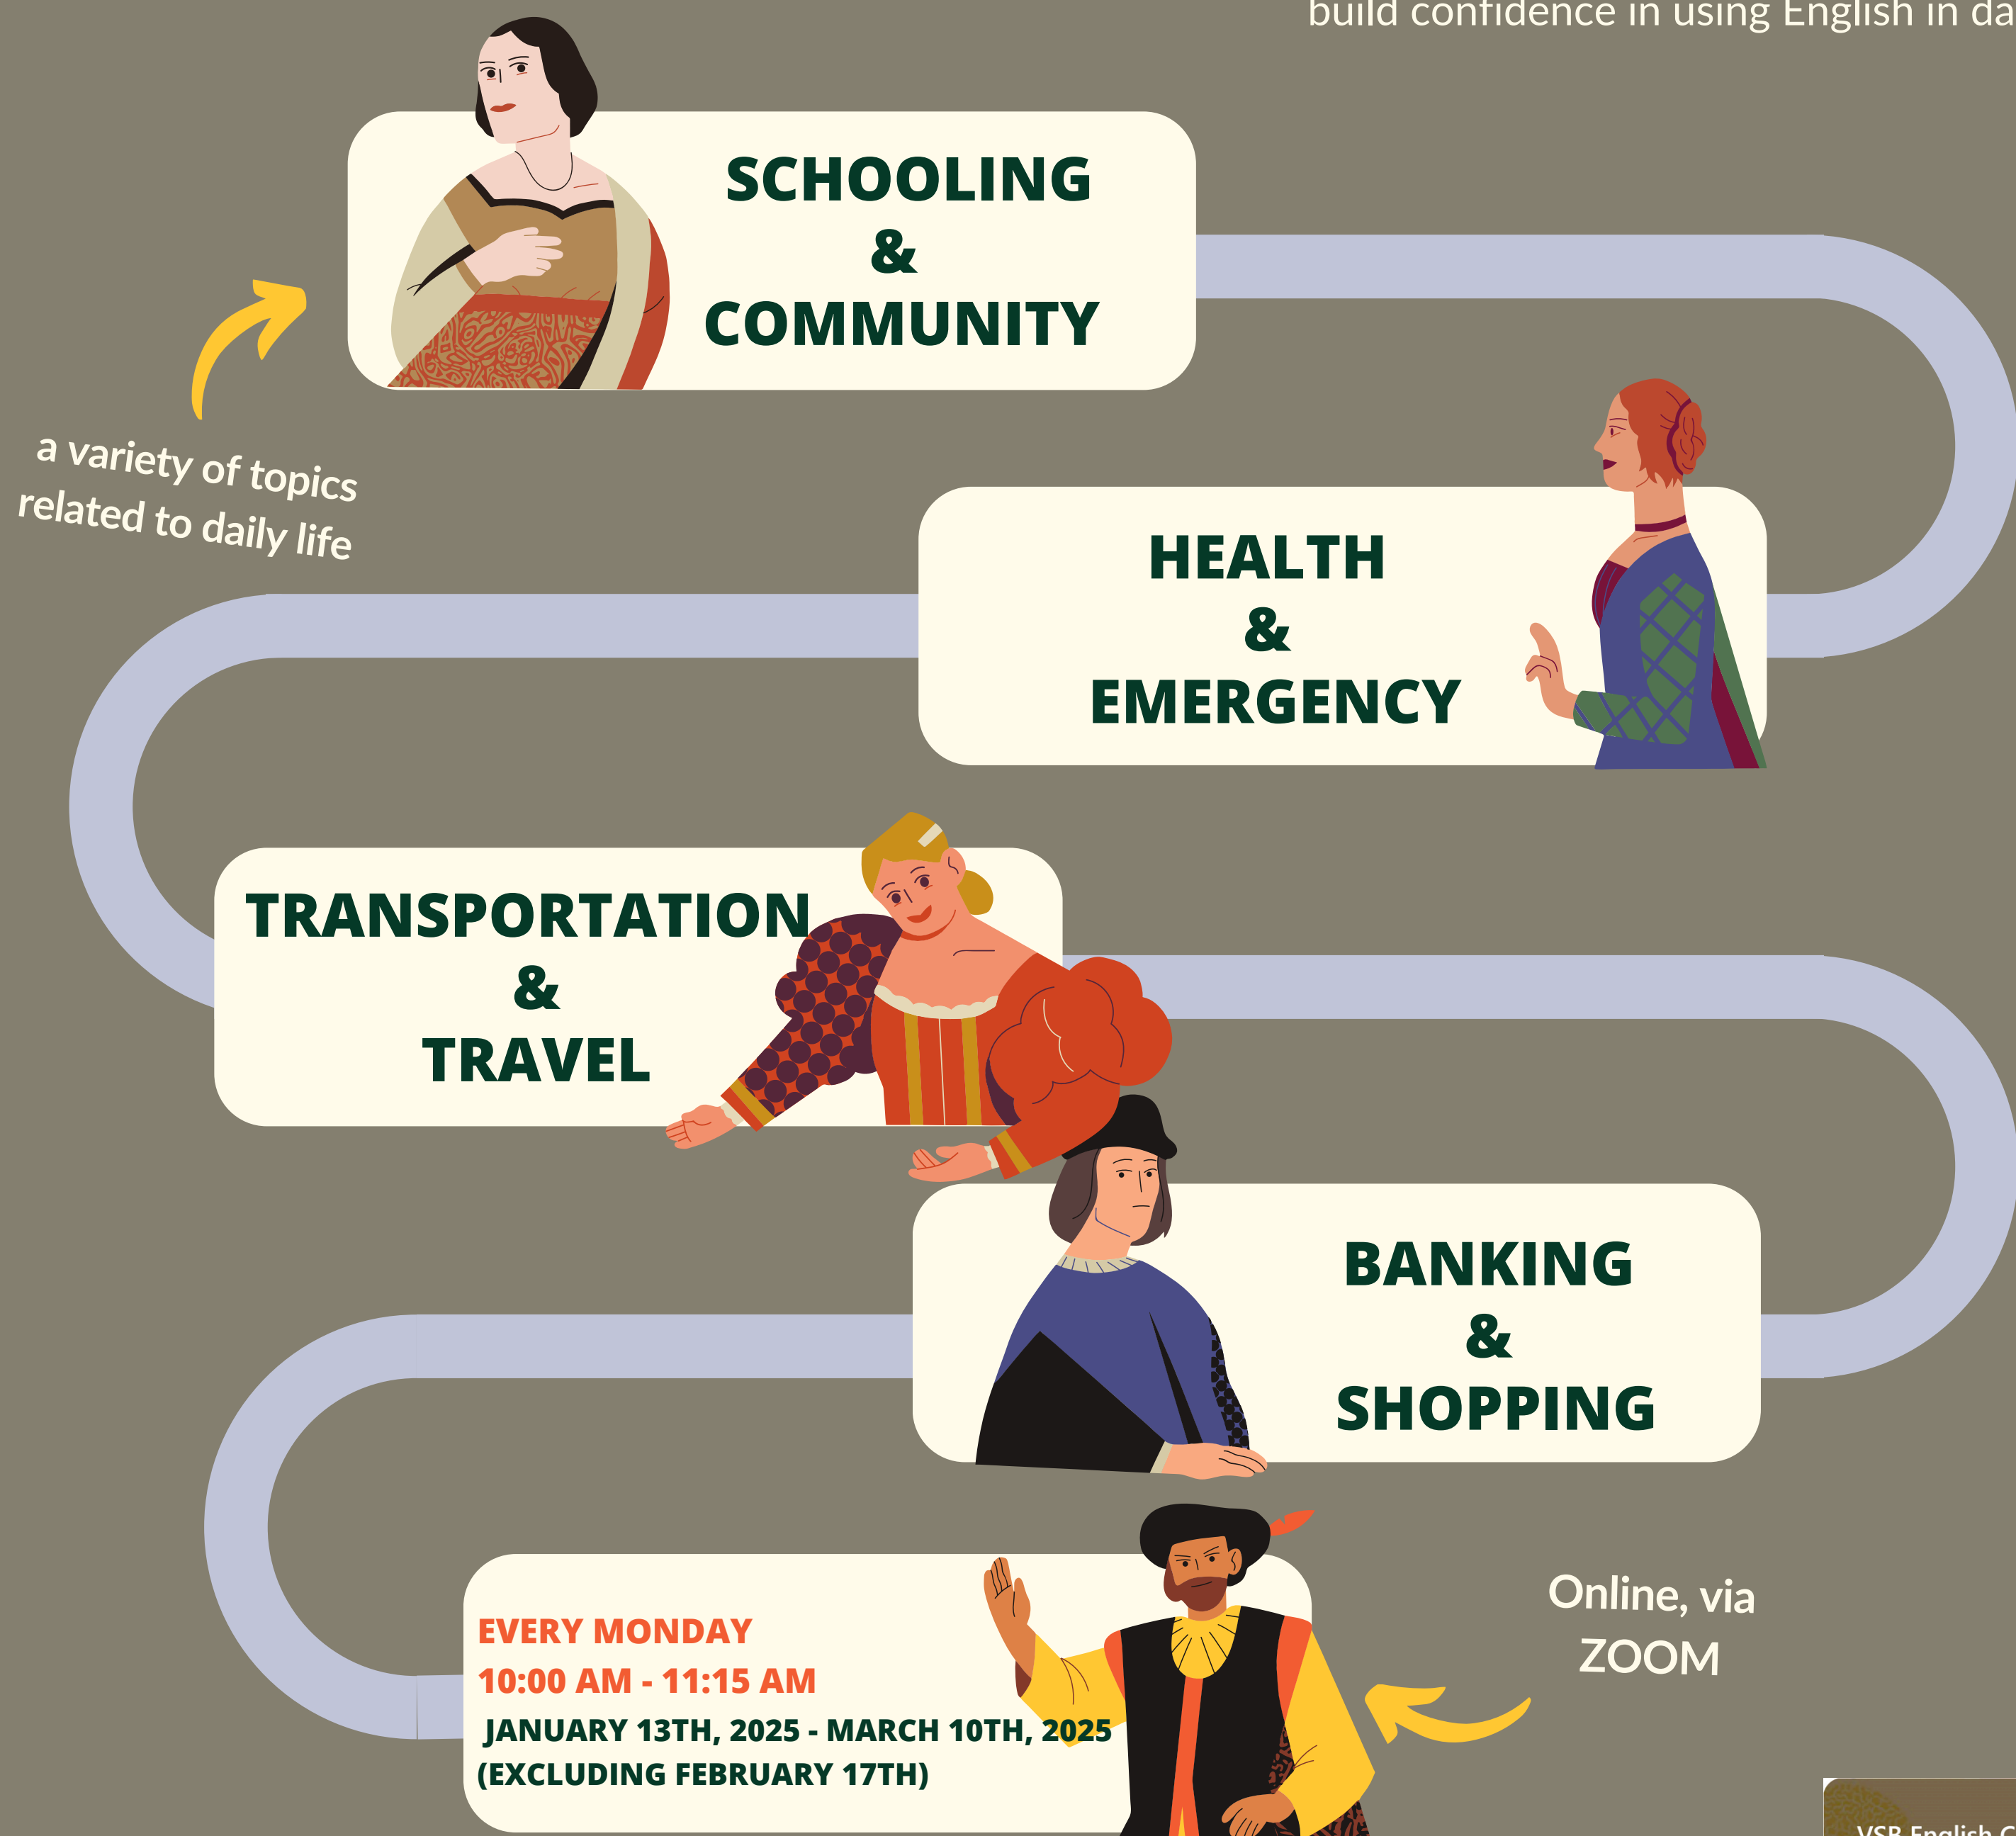 build confidence in using English in da
SCHOOLING
&
COMMUNITY
a variety of topics
related to daily life
HEALTH
&
EMERGENCY
TRANSPORTATION
&
TRAVEL
BANKING
&
SHOPPING
EVERY MONDAY
10:00 AM - 11:15 AM
JANUARY 13TH, 2025 - MARCH 10TH, 2025
(EXCLUDING FEBRUARY 17TH)
Online, via
ZOOM
VSB English